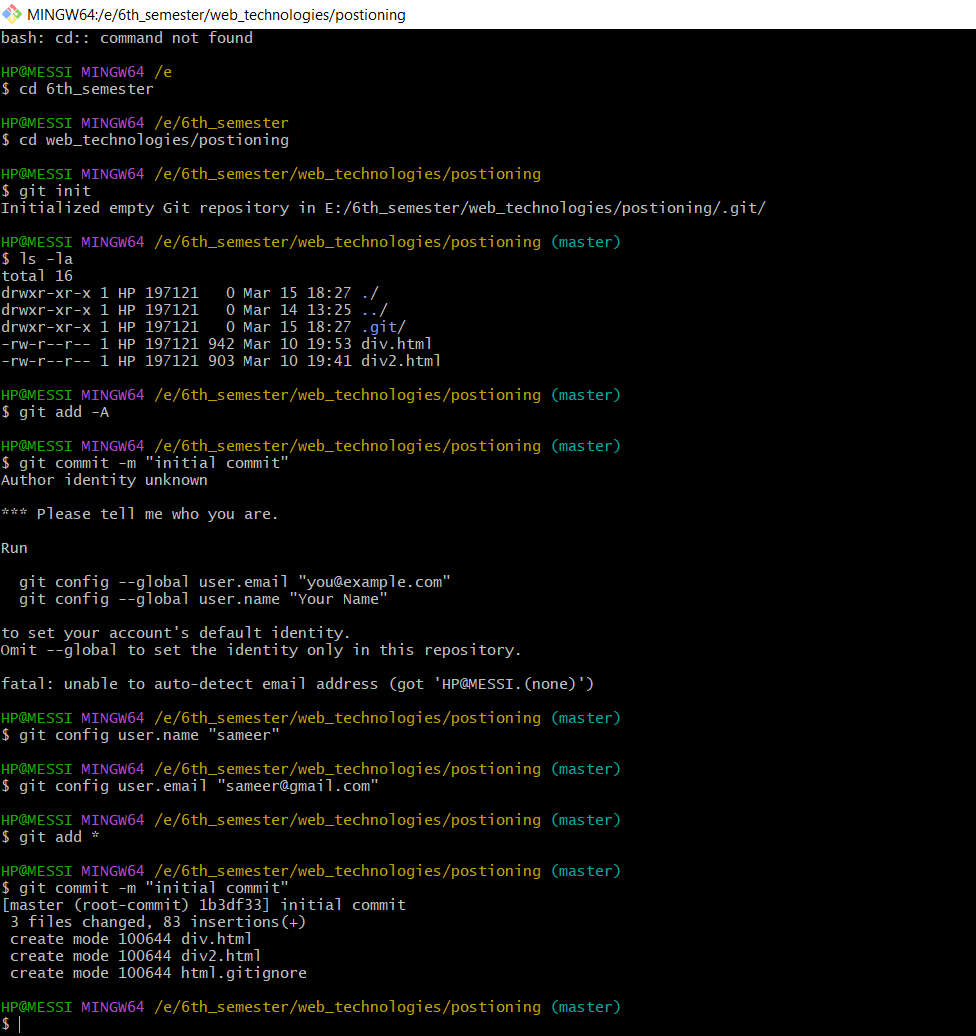 MINGW64:/e/6th_semester/web_technologies/postioning
bash: cd:: command not found
HP@MESSI MINGW64 /e
$ cd 6th_semester
HP@MESSI MINGW64 /e/6th_semester
$ cd web_technologies/postioning
HP@MESSI MINGW64 /e/6th_semester/web_technologies/postioning
$ git init
Initialized empty Git repository in E:/6th_semester/web_technologies/postioning/.git/
HP@MESSI MINGW64 /e/6th_semester/web_technologies/postioning (master)
$ ls -la
total 16
drwxr-xr-x 1 HP 197121   0 Mar 15 18:27 ./
drwxr-xr-x 1 HP 197121   0 Mar 14 13:25 ../
drwxr-xr-x 1 HP 197121   0 Mar 15 18:27 .git/
-rw-r--r-- 1 HP 197121 942 Mar 10 19:53 div.html
-rw-r--r-- 1 HP 197121 903 Mar 10 19:41 div2.html
HP@MESSI MINGW64 /e/6th_semester/web_technologies/postioning (master)
$ git add -A
HP@MESSI MINGW64 /e/6th_semester/web_technologies/postioning (master)
$ git commit -m "initial commit"
Author identity unknown
*** Please tell me who you are.
Run
  git config --global user.email "you@example.com"
  git config --global user.name "Your Name"
to set your account's default identity.
Omit --global to set the identity only in this repository.
fatal: unable to auto-detect email address (got 'HP@MESSI.(none)')
HP@MESSI MINGW64 /e/6th_semester/web_technologies/postioning (master)
$ git config user.name "sameer"
HP@MESSI MINGW64 /e/6th_semester/web_technologies/postioning (master)
$ git config user.email "sameer@gmail.com"
HP@MESSI MINGW64 /e/6th_semester/web_technologies/postioning (master)
$ git add *
HP@MESSI MINGW64 /e/6th_semester/web_technologies/postioning (master)
$ git commit -m "initial commit"
[master (root-commit) 1b3df33] initial commit
 3 files changed, 83 insertions(+)
 create mode 100644 div.html
 create mode 100644 div2.html
 create mode 100644 html.gitignore
HP@MESSI MINGW64 /e/6th_semester/web_technologies/postioning (master)
$